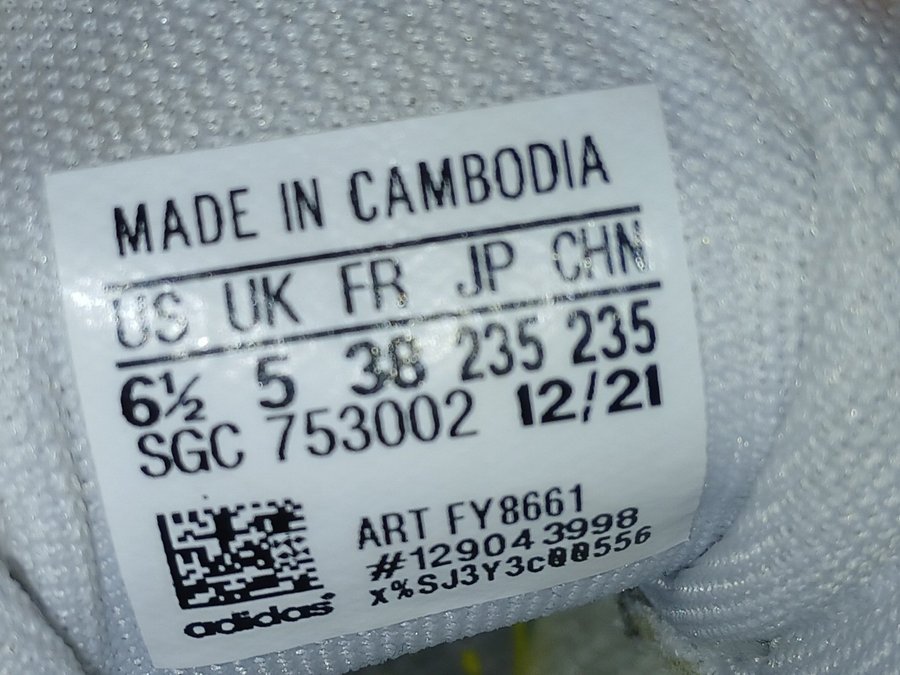 MADE IN CAMBODIA
US UK FR JP CHN
6½ 5 38 235 235
SGC 753002 12/21
ART FY8661
#129043998
x%SJ3Y3c00556
adidas